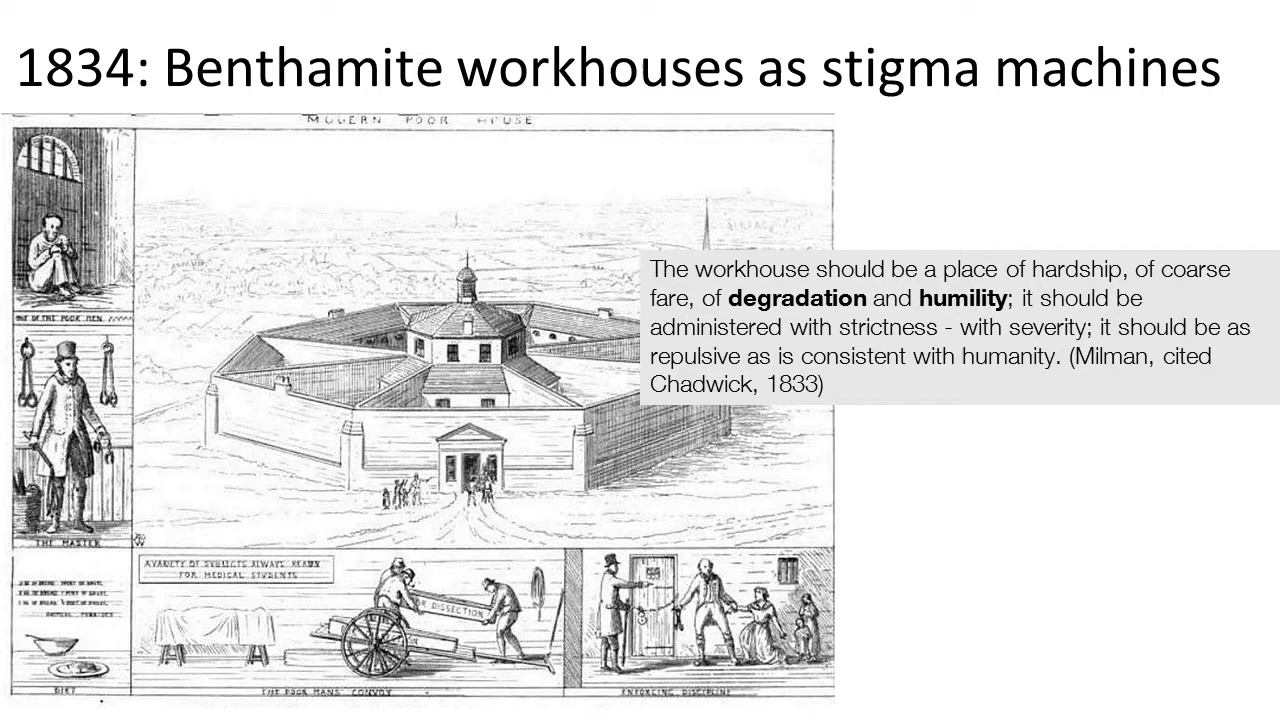 1834: Benthamite workhouses as stigma machines
MODERN POOR HOUSE
The workhouse should be a place of hardship, of coarse
fare, of degradation and humility; it should be
administered with strictness - with severity; it should be as
repulsive as is consistent with humanity. (Milman, cited
Chadwick, 1833)
ONE OF THE POOR MEN
THE MASTER
A VARIETY OF SUBJECTS ALWAYS READY
FOR MEDICAL STUDENTS
DISSECTION
THE POOR MANS CONVOY
ENFORCING DISCIPLINE